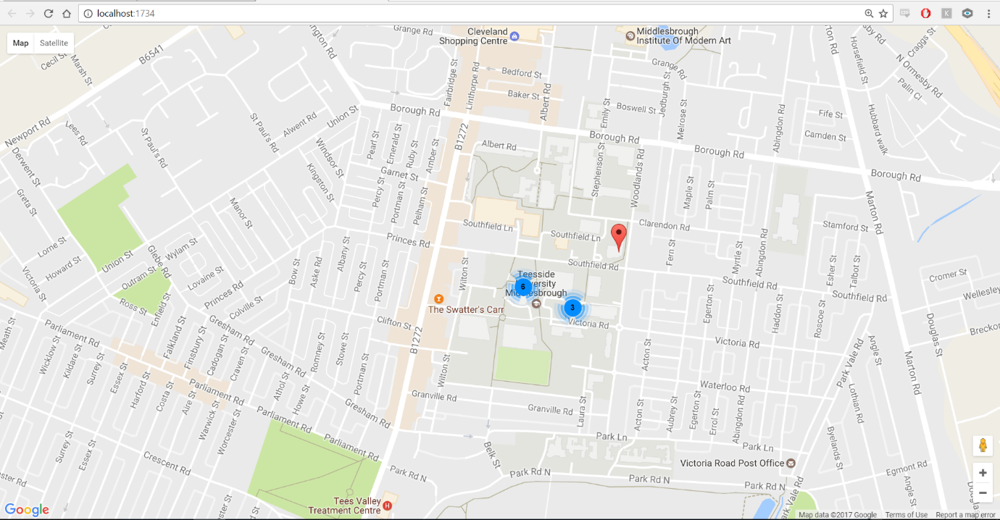 localhost:1734
Map
Satellite
Grange Rd
Cleveland
Shopping Centre
Middlesbrough
Institute Of Modern Art
B6541
Cecil St
Marsh St
Fairbridge St
Linthorpe Rd
Bedford St
Baker St
Albert Rd
Grange Rd
Horsefield St
Craggs St
N Ormesby Rd
Palin Cl
Hubbard walk
Newport Rd
Lees Rd
St Paul's Rd
St Paul's Rd
Alwent Rd
Union St
Borough Rd
Emily St
Boswell St
Jedburgh St
Melrose St
Abingdon Rd
Fife St
Camden St
Derwent St
Greta St
Windsor St
Kingston St
Pearl St
Emerald St
Ruby St
Amber St
Garnet St
B1272
Albert Rd
Borough Rd
Borough Rd
Borough Rd
Stephenson St
Woodlands Rd
Maple St
Palm St
Percy St
Portman St
Pelham St
Manor St
Marton Rd
Southfield Ln
Southfield Ln
Clarendon Rd
Stamford St
Lorne St
Howard St
Union St
Glebe Rd
Wylam St
Princes Rd
Fern St
Myrtle St
Abingdon Rd
Southfield Rd
Outram St
Lovaine St
Princes Rd
Colville St
Bow St
Aske Rd
Albany St
Percy St
Portman St
Wilton St
Teesside
University
Middlesbrough
6
3
Southfield Rd
Southfield Rd
Esher St
Talbot St
Cromer St
Wellesley
Victoria St
Ross St
Enfield St
The Swatter's Carr
Victoria Rd
Egerton St
Haddon St
Roscoe St
Douglas St
Breckon
Meath St
Parliament Rd
Falkland St
Finsbury St
Cadogan St
Craven St
Gresham Rd
Gresham Rd
Clifton St
B1272
Victoria Rd
Wicklow St
Kildare St
Surrey St
Essex St
Harford St
Costa St
Aire St
Warwick St
Worcester St
Parliament Rd
Romney St
Stowe St
Portman St
Wilton St
Acton St
Angle St
Marton Rd
Park Vale Rd
Athol St
Howe St
Gresham Rd
Granville Rd
Granville Rd
Laura St
Waterloo Rd
Lothian Rd
Parliament Rd
Parliament Rd
Acton St
Aubrey St
Egerton St
Errol St
Abingdon Rd
Park Ln
Park Ln
Byelands St
Surrey St
Essex St
Crescent Rd
Belk St
Victoria Road Post Office
Egmont Rd
Park Rd N
Park Rd N
Park Rd N
Park Rd N
Park Vale Rd
Angle St
Tees Valley
Treatment Centre
Google
Map data ©2017 Google
Terms of Use
Report a map error